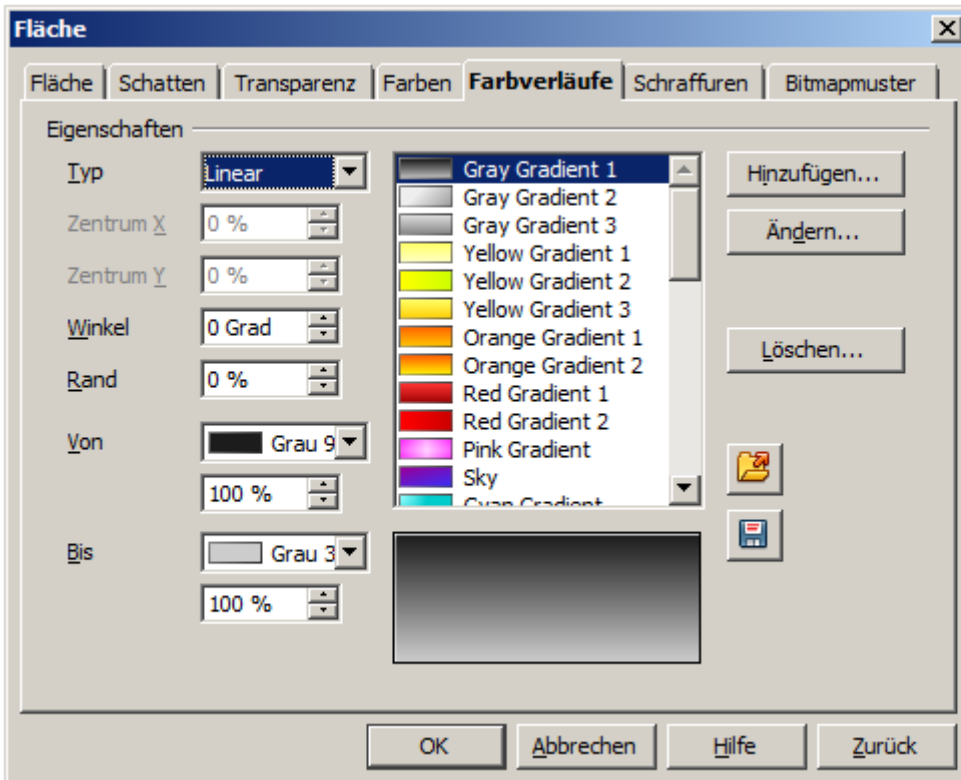 Fläche
Fläche Schatten Transparenz Farben Farbverläufe Schraffuren Bitmapmuster
Eigenschaften
Typ Linear
Zentrum X 0 %
Zentrum Y 0 %
Winkel 0 Grad
Rand 0 %
Von Grau 9
100 %
Bis Grau 3
100 %
Gray Gradient 1
Gray Gradient 2
Gray Gradient 3
Yellow Gradient 1
Yellow Gradient 2
Yellow Gradient 3
Orange Gradient 1
Orange Gradient 2
Red Gradient 1
Red Gradient 2
Pink Gradient
Sky
Cyan Gradient
Hinzufügen...
Ändern...
Löschen...
OK Abbrechen Hilfe Zurück